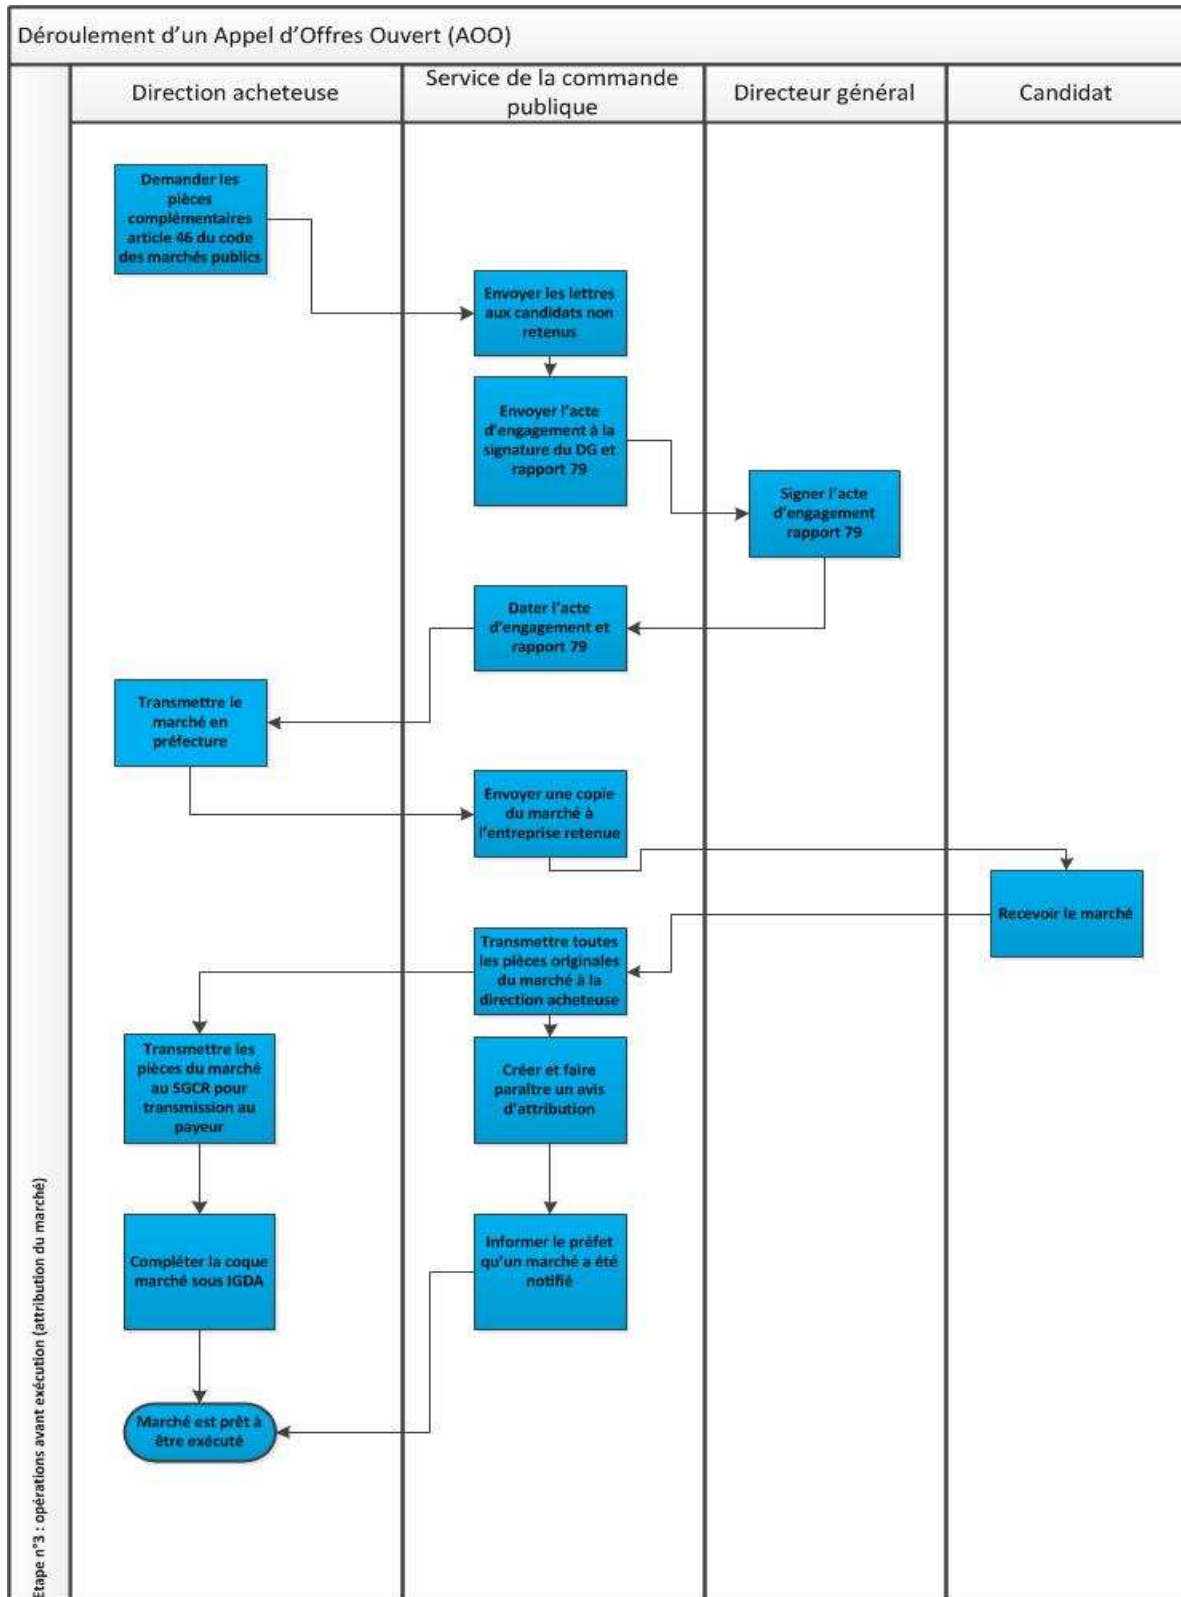 Déroulement d'un Appel d'Offres Ouvert (AOO)
Direction acheteuse
Service de la commande
publique
Directeur général
Candidat
Demander les
pièces
complémentaires
article 46 du code
des marchés publics
Envoyer les lettres
aux candidats non
retenus
Envoyer l'acte
d'engagement à la
signature du DG et
rapport 79
Signer l'acte
d'engagement
rapport 79
Dater l'acte
d'engagement et
rapport 79
Transmettre le
marché en
préfecture
Envoyer une copie
du marché à
l'entreprise retenue
Recevoir le marché
Transmettre toutes
les pièces originales
du marché à la
direction acheteuse
Transmettre les
pièces du marché
au SGCR pour
transmission au
payeur
Créer et faire
paraître un avis
d'attribution
Compléter la coque
marché sous IGDA
Informer le préfet
qu'un marché a été
notifié
Marché est prêt à
être exécuté
Etape n°3 : opérations avant exécution (attribution du marché)